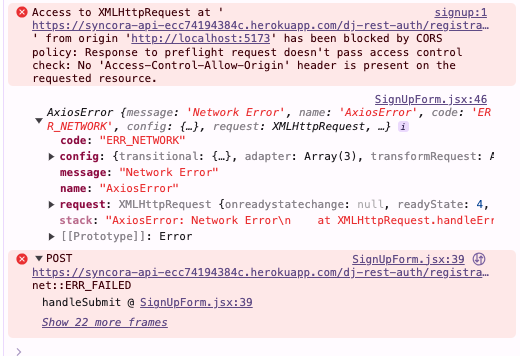 Access to XMLHttpRequest at ' signup:1
https://syncora-api-ecc74194384c.herokuapp.com/dj-rest-auth/registra…
' from origin 'http://localhost:5173' has been blocked by CORS
policy: Response to preflight request doesn't pass access control
check: No 'Access-Control-Allow-Origin' header is present on the
requested resource.
SignUpForm.jsx:46
AxiosError {message: 'Network Error', name: 'AxiosError', code: 'ER
R_NETWORK', config: {…}, request: XMLHttpRequest, …} i
code: "ERR_NETWORK"
config: {transitional: {…}, adapter: Array(3), transformRequest: A
message: "Network Error"
name: "AxiosError"
request: XMLHttpRequest {onreadystatechange: null, readyState: 4,
stack: "AxiosError: Network Error\n    at XMLHttpRequest.handleErr
[[Prototype]]: Error
POST SignUpForm.jsx:39
https://syncora-api-ecc74194384c.herokuapp.com/dj-rest-auth/registra…
net::ERR_FAILED
handleSubmit @ SignUpForm.jsx:39
Show 22 more frames